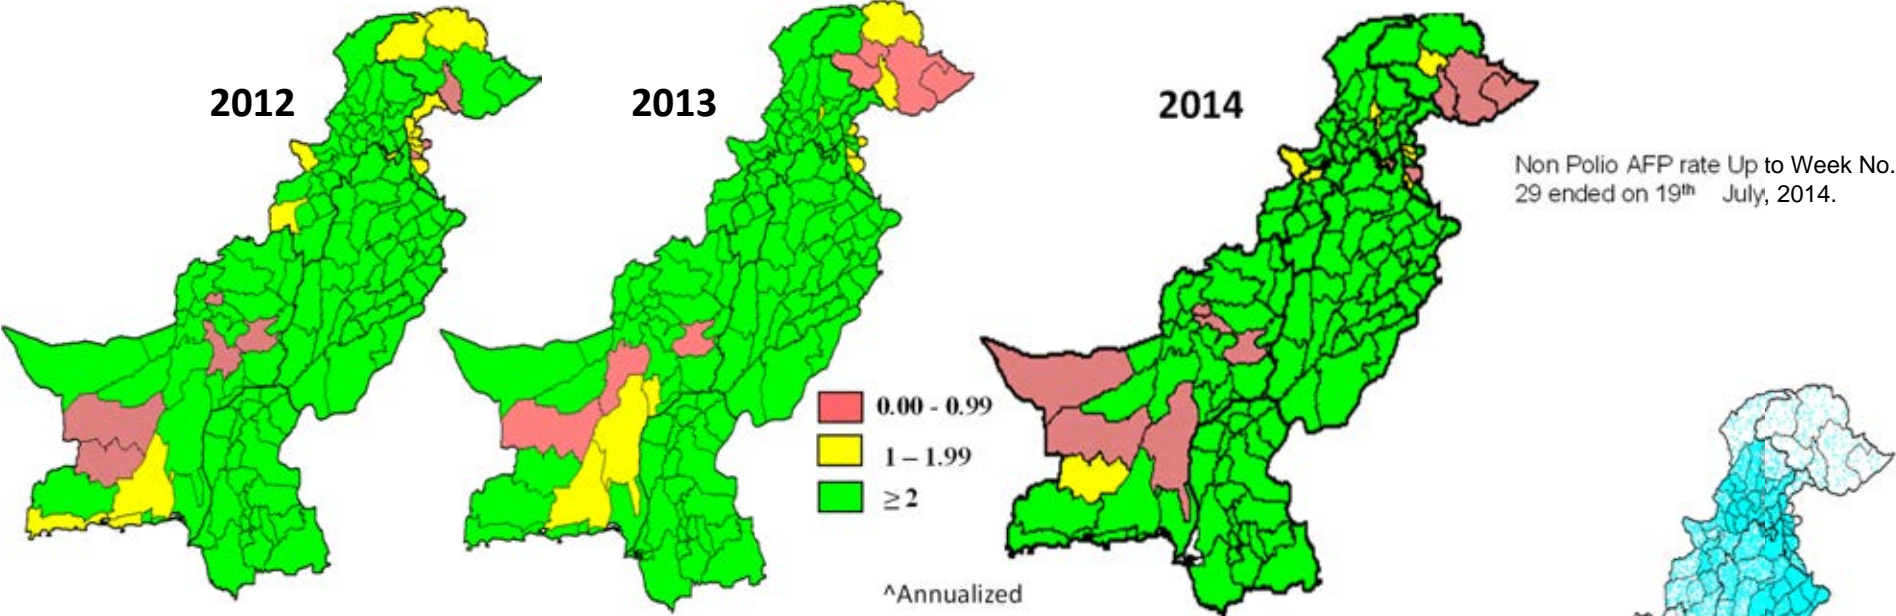 2012
2013
2014
Non Polio AFP rate Up to Week No.
29 ended on 19th July, 2014.
0.00 - 0.99
1 – 1.99
≥ 2
^Annualized